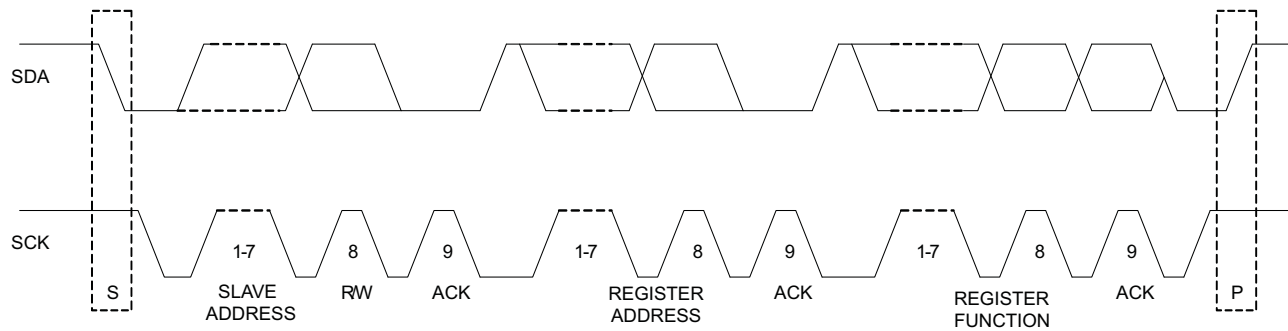 SDA
SCK
1-7
8
9
1-7
8
9
1-7
8
9
S
SLAVE
ADDRESS
R/W
ACK
REGISTER
ADDRESS
ACK
REGISTER
FUNCTION
ACK
P